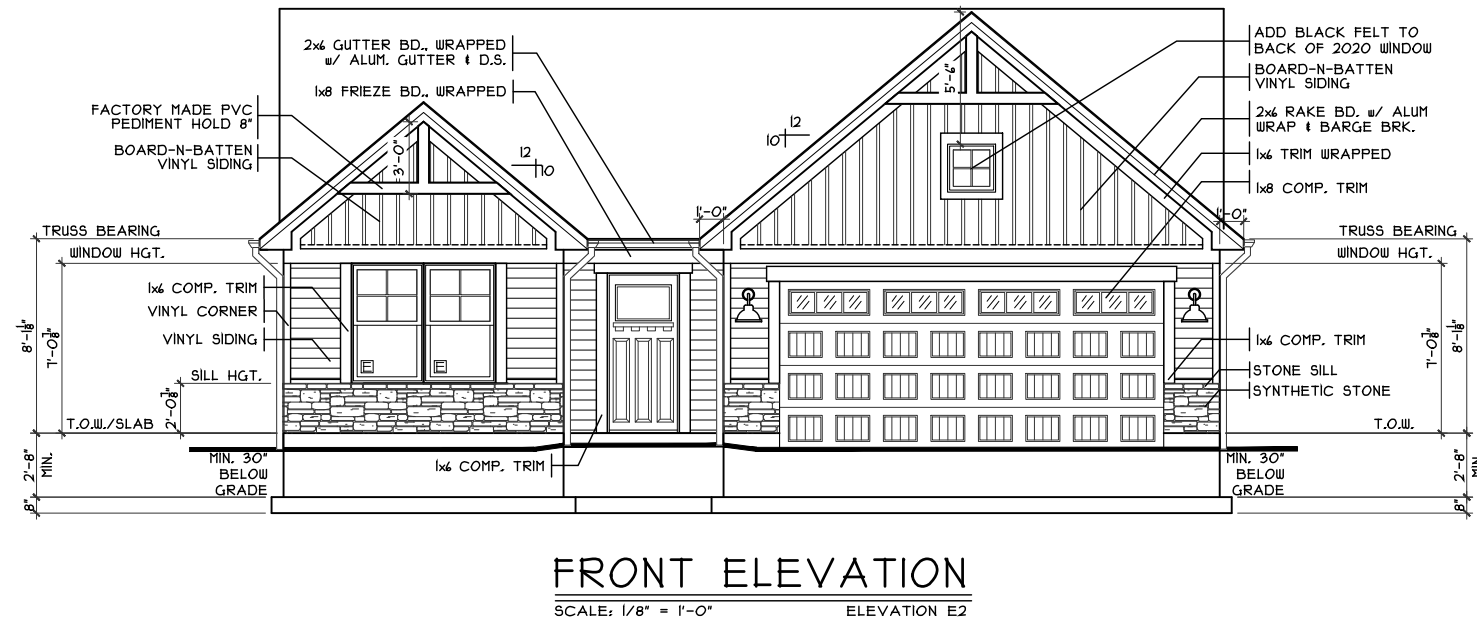 2x6 GUTTER BD., WRAPPED
w/ ALUM. GUTTER & D.S.
1x8 FRIEZE BD., WRAPPED
FACTORY MADE PVC
PEDIMENT HOLD 8"
BOARD-N-BATTEN
VINYL SIDING
3'-0"
12
10
12
10
5'-6"
ADD BLACK FELT TO
BACK OF 2020 WINDOW
BOARD-N-BATTEN
VINYL SIDING
2x6 RAKE BD. w/ ALUM
WRAP & BARGE BRK.
1x6 TRIM WRAPPED
1x8 COMP. TRIM
1'-0"
1'-0"
TRUSS BEARING
WINDOW HGT.
TRUSS BEARING
WINDOW HGT.
1x6 COMP. TRIM
VINYL CORNER
VINYL SIDING
SILL HGT.
T.O.W./SLAB
8'-1 1/8"
7'-0 3/8"
2'-0 3/8"
E
E
1x6 COMP. TRIM
STONE SILL
SYNTHETIC STONE
T.O.W.
7'-0 3/8"
8'-1 1/8"
2'-8"
MIN.
8"
MIN. 30"
BELOW
GRADE
1x6 COMP. TRIM
MIN. 30"
BELOW
GRADE
2'-8"
MIN.
8"
FRONT ELEVATION
SCALE: 1/8" = 1'-0" ELEVATION E2